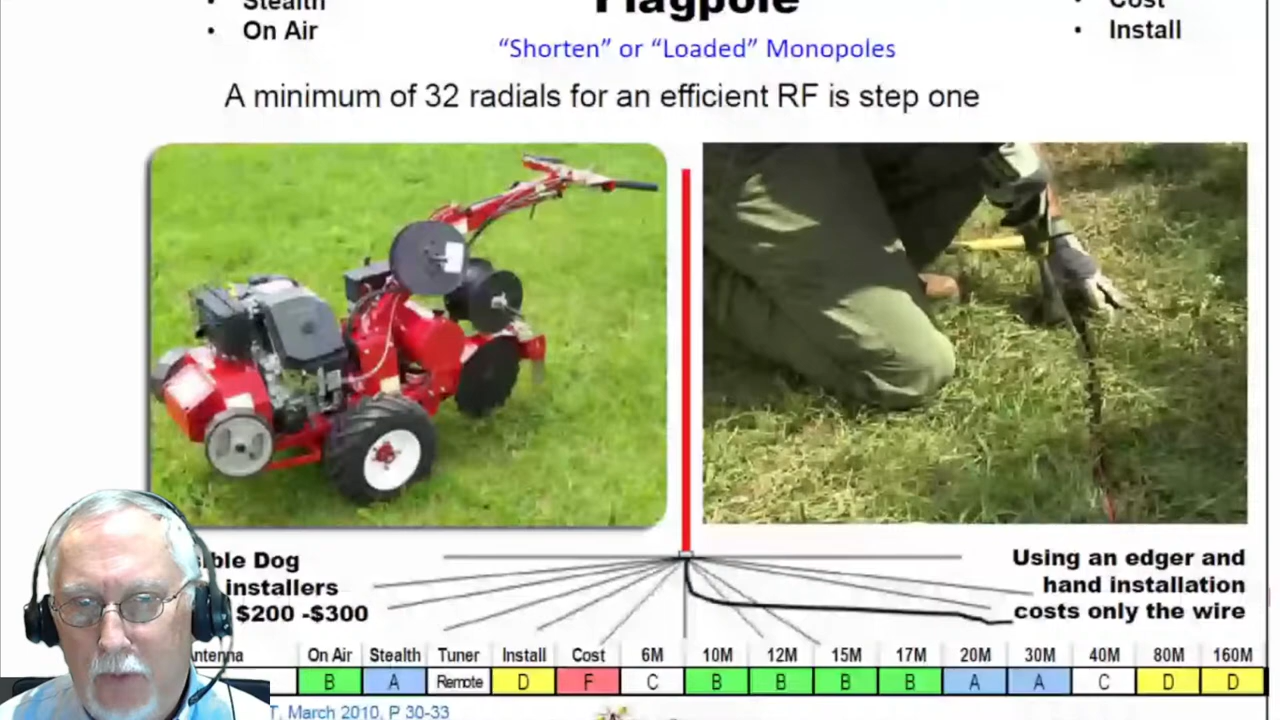 Stealth
On Air
Flagpole
Cost
Install
“Shorten” or “Loaded” Monopoles
A minimum of 32 radials for an efficient RF is step one
Dog
installers
$200 -$300
Using an edger and
hand installation
costs only the wire
Antenna On Air Stealth Tuner Install Cost 6M 10M 12M 15M 17M 20M 30M 40M 80M 160M
B A Remote D F C B B B B A A C D D
March 2010, P 30-33